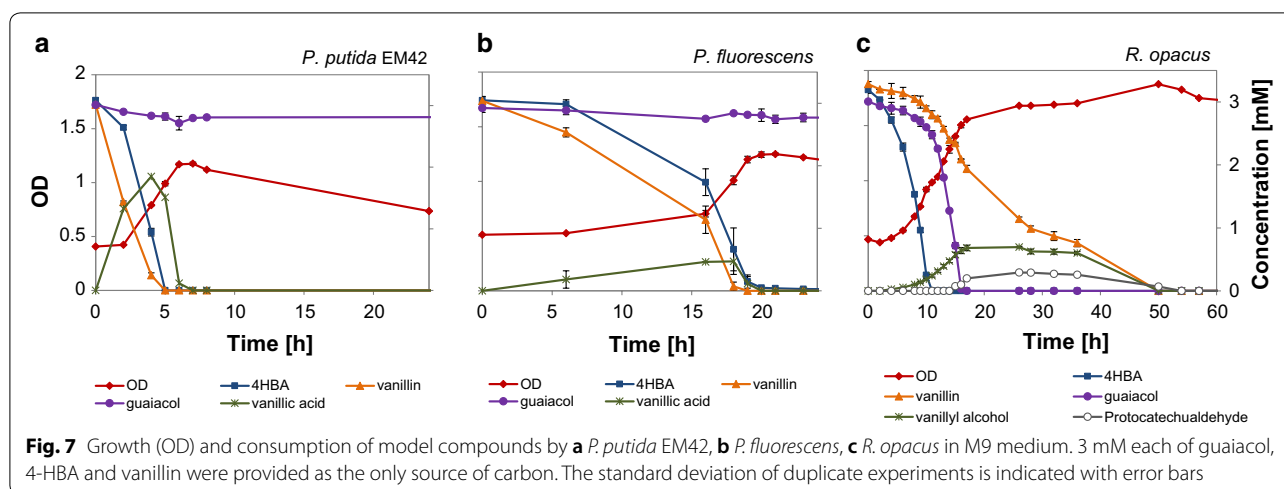 a
P. putida EM42
b
P. fluorescens
c
R. opacus
OD
2
1.5
1
0.5
0
0 5 10 15 20
Time [h]
0 5 10 15 20
Time [h]
0 10 20 30 40 50 60
Time [h]
3
2
1
0
Concentration [mM]
OD 4HBA vanillin
guaiacol vanillic acid
OD 4HBA vanillin
guaiacol vanillic acid
OD 4HBA
vanillin guaiacol
vanillyl alcohol Protocatechualdehyde
Fig. 7 Growth (OD) and consumption of model compounds by a P. putida EM42, b P. fluorescens, c R. opacus in M9 medium. 3 mM each of guaiacol,
4-HBA and vanillin were provided as the only source of carbon. The standard deviation of duplicate experiments is indicated with error bars